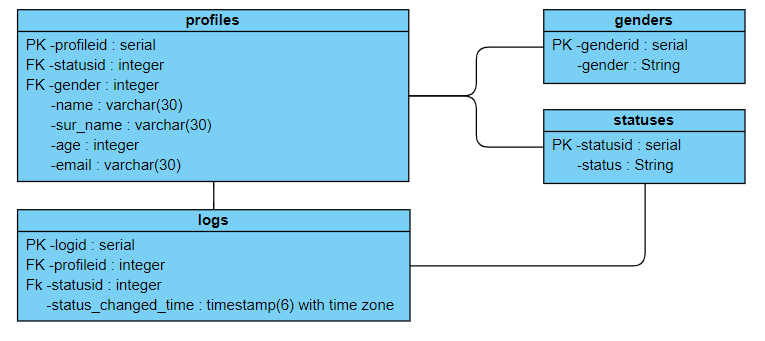 profiles
PK -profileid : serial
FK -statusid : integer
FK -gender : integer
-name : varchar(30)
-sur_name : varchar(30)
-age : integer
-email : varchar(30)
genders
PK -genderid : serial
-gender : String
statuses
PK -statusid : serial
-status : String
logs
PK -logid : serial
FK -profileid : integer
Fk -statusid : integer
-status_changed_time : timestamp(6) with time zone